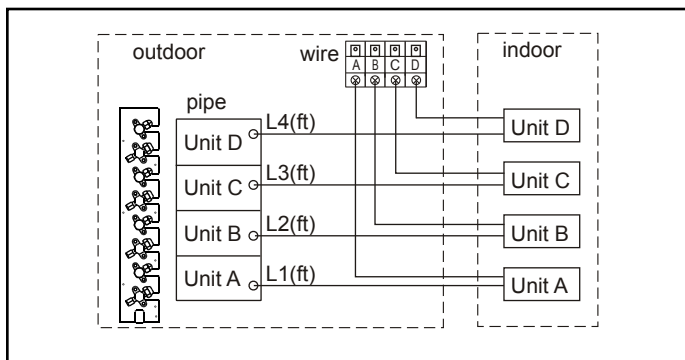 outdoor
wire
indoor
A B C D
pipe
L4(ft)
Unit D
Unit D
L3(ft)
Unit C
Unit C
L2(ft)
Unit B
Unit B
L1(ft)
Unit A
Unit A